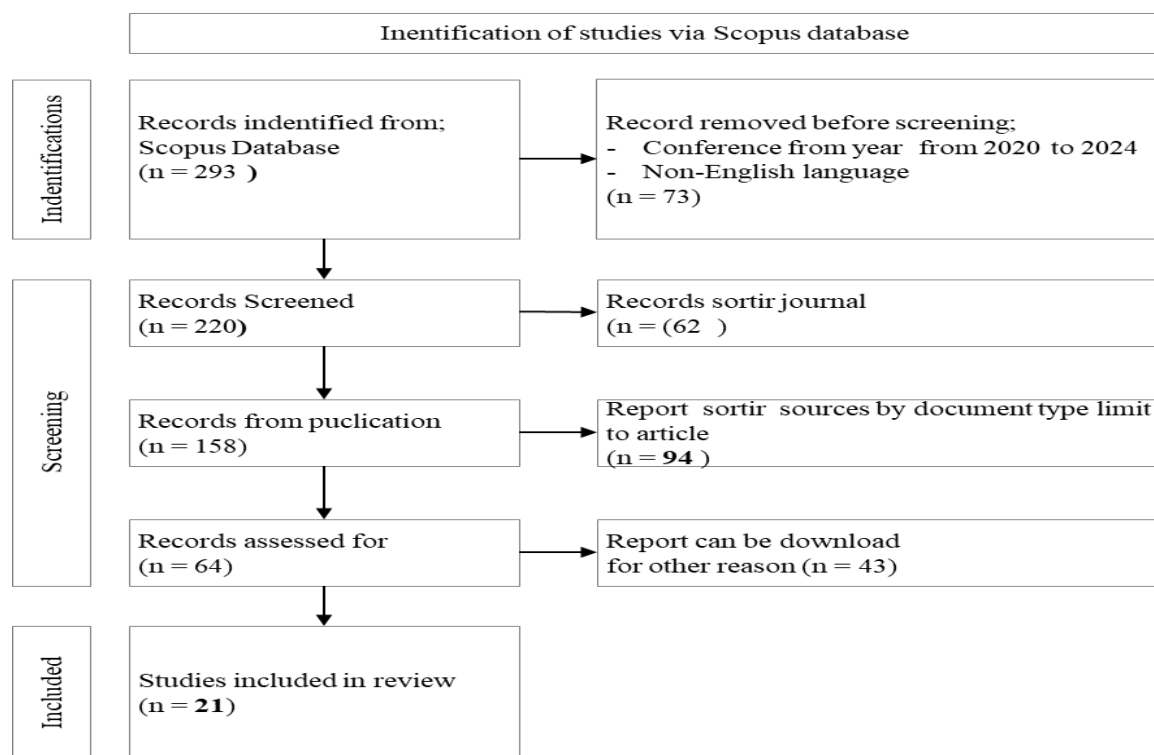 Inentification of studies via Scopus database
Indentifications
Records indentified from;
Scopus Database
(n = 293 )
Record removed before screening;
- Conference from year from 2020 to 2024
- Non-English language
(n = 73)
Screening
Records Screened
(n = 220)
Records sortir journal
(n = (62 )
Records from puclication
(n = 158)
Report sortir sources by document type limit
to article
(n = 94 )
Records assessed for
(n = 64)
Report can be download
for other reason (n = 43)
Included
Studies included in review
(n = 21)